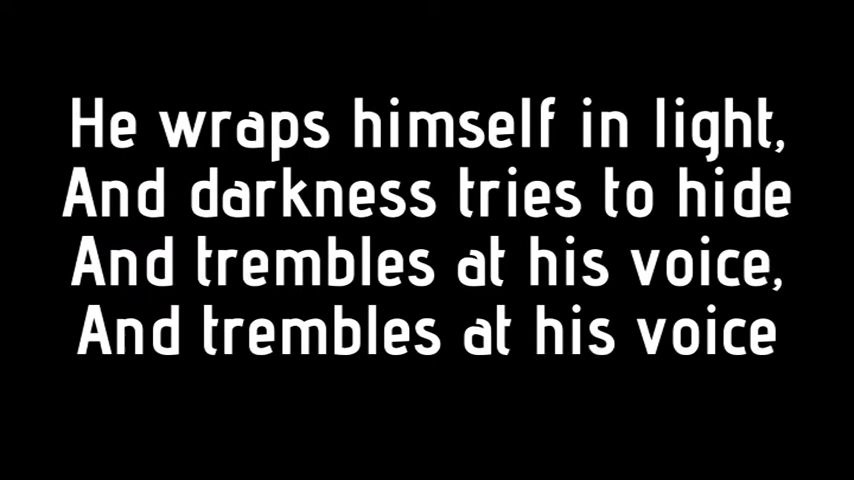 He wraps himself in light,
And darkness tries to hide
And trembles at his voice,
And trembles at his voice